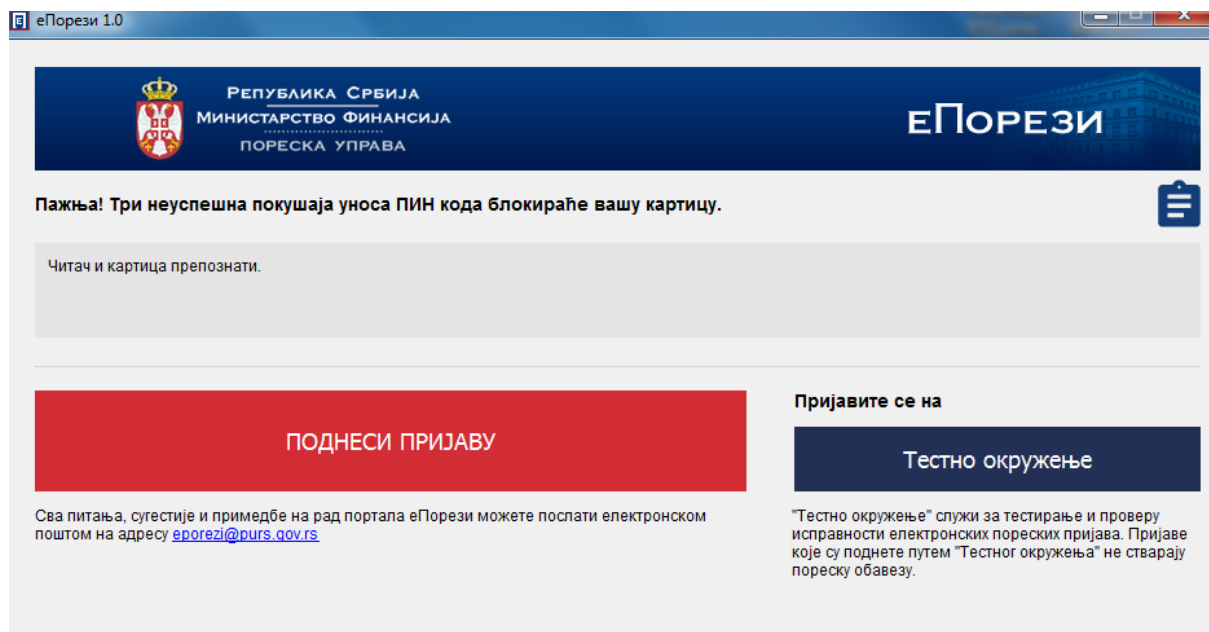 еПорези 1.0
РЕПУБЛИКА СРБИЈА
МИНИСТАРСТВО ФИНАНСИЈА
ПОРЕСКА УПРАВА
еПОРЕЗИ
Пажња! Три неуспешна покушаја уноса ПИН кода блокираће вашу картицу.
Читач и картица препознати.
ПОДНЕСИ ПРИЈАВУ
Сва питања, сугестије и примедбе на рад портала еПорези можете послати електронском
поштом на адресу eporezi@purs.gov.rs
Пријавите се на
Тестно окружење
"Тестно окружење" служи за тестирање и проверу
исправности електронских пореских пријава. Пријаве
које су поднете путем "Тестног окружења" не стварају
пореску обавезу.